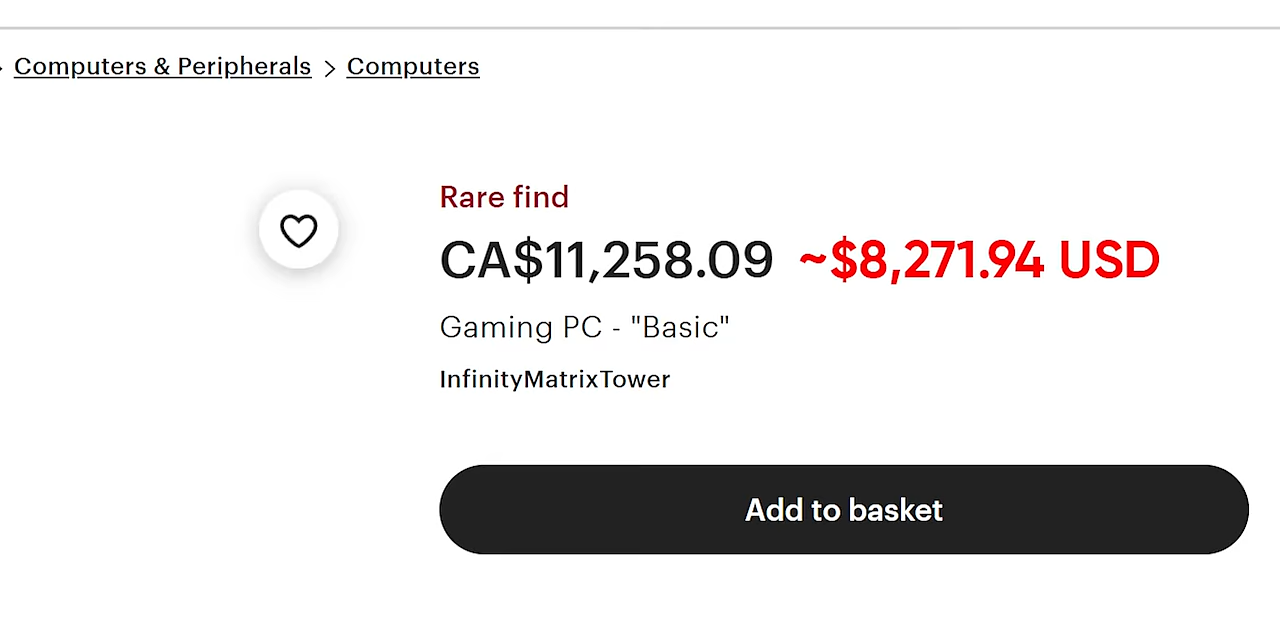 Computers & Peripherals > Computers
Rare find
CA$11,258.09 ~$8,271.94 USD
Gaming PC - "Basic"
InfinityMatrixTower
Add to basket